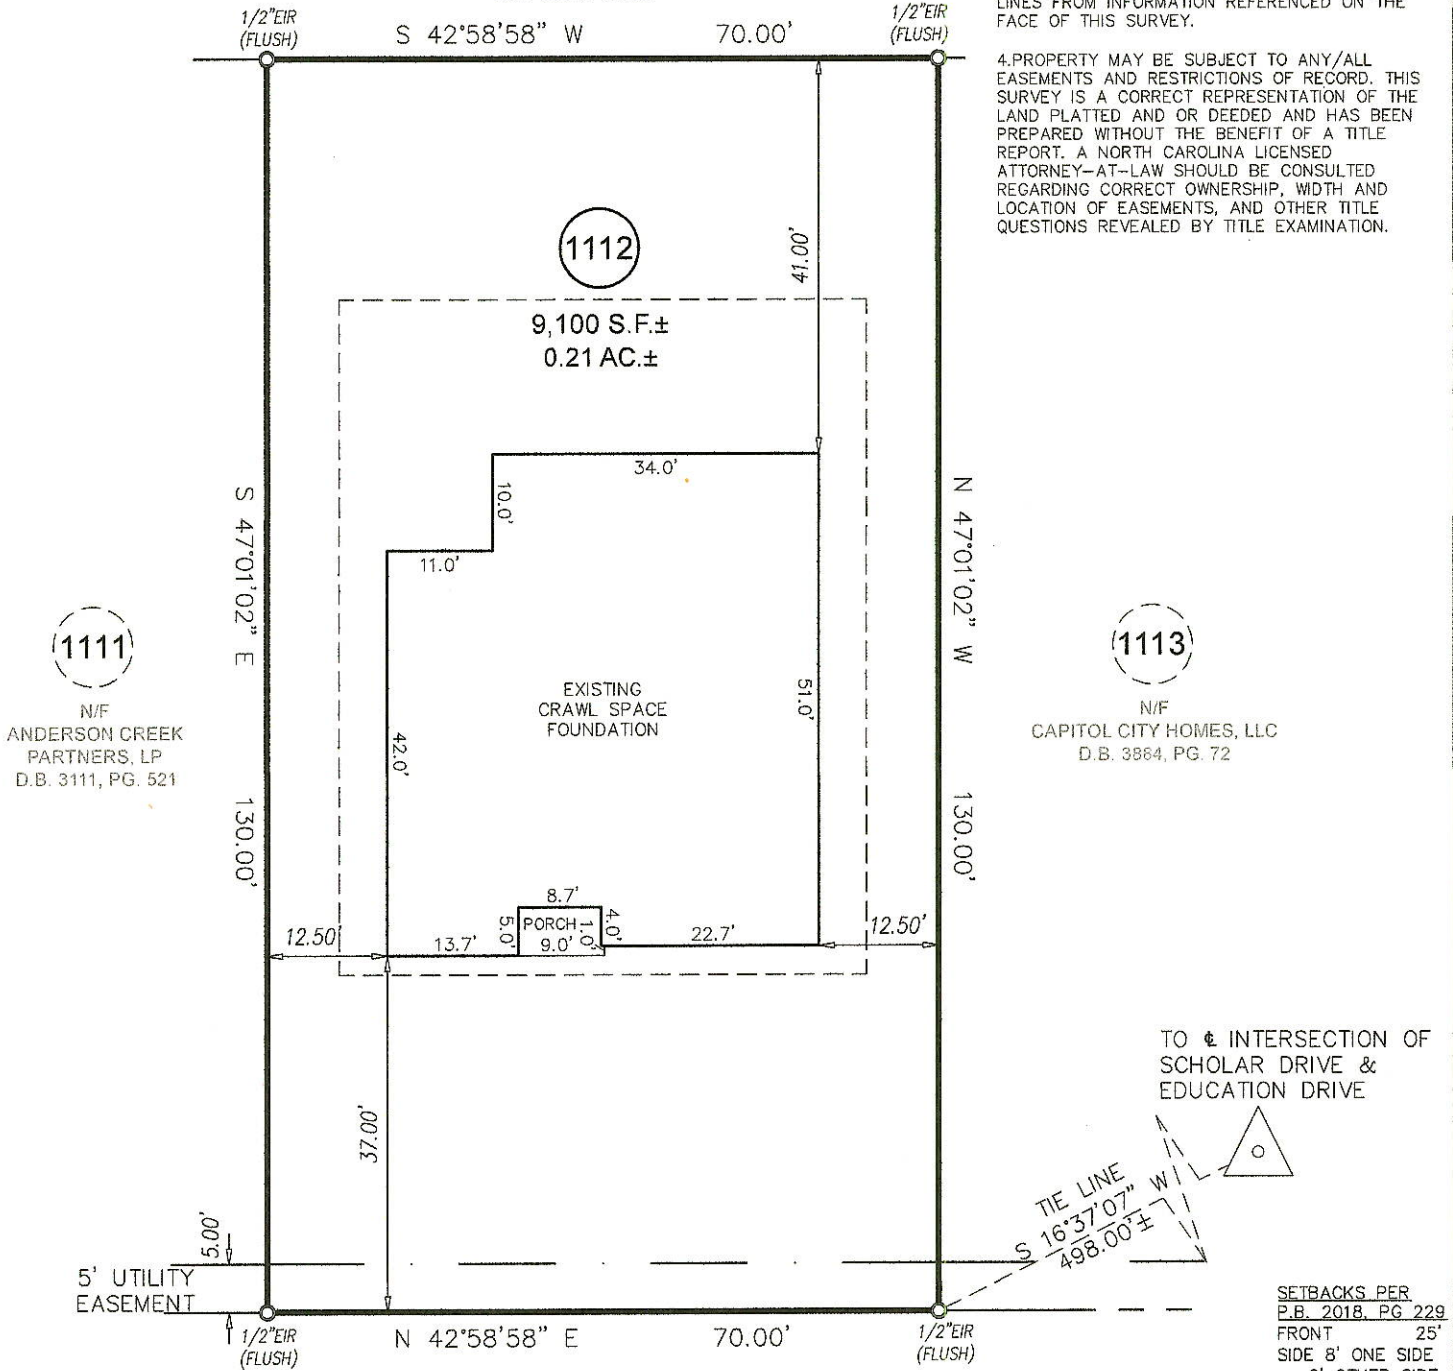 1/2"EIR
(FLUSH)
S 42°58'58" W 70.00'
1/2"EIR
(FLUSH)
LINES FROM INFORMATION REFERENCED ON THE
FACE OF THIS SURVEY.
4.PROPERTY MAY BE SUBJECT TO ANY/ALL
EASEMENTS AND RESTRICTIONS OF RECORD. THIS
SURVEY IS A CORRECT REPRESENTATION OF THE
LAND PLATTED AND OR DEEDED AND HAS BEEN
PREPARED WITHOUT THE BENEFIT OF A TITLE
REPORT. A NORTH CAROLINA LICENSED
ATTORNEY-AT-LAW SHOULD BE CONSULTED
REGARDING CORRECT OWNERSHIP, WIDTH AND
LOCATION OF EASEMENTS, AND OTHER TITLE
QUESTIONS REVEALED BY TITLE EXAMINATION.
1112
41.00'
9,100 S.F.±
0.21 AC.±
34.0'
10.0'
11.0'
S 47°01'02" E 130.00'
N 47°01'02" W 130.00'
1111
N/F
ANDERSON CREEK
PARTNERS, LP
D.B. 3111, PG. 521
EXISTING
CRAWL SPACE
FOUNDATION
42.0'
51.0'
1113
N/F
CAPITOL CITY HOMES, LLC
D.B. 3884, PG. 72
8.7'
5.0'
PORCH
1.0'
4.0'
12.50'
13.7'
9.0'
22.7'
12.50'
37.00'
TO ℄ INTERSECTION OF
SCHOLAR DRIVE &
EDUCATION DRIVE
TIE LINE
S 16°37'07" W
498.00'±
5.00'
5' UTILITY
EASEMENT
1/2"EIR
(FLUSH)
N 42°58'58" E 70.00'
1/2"EIR
(FLUSH)
SETBACKS PER
P.B. 2018, PG 229
FRONT 25'
SIDE 8' ONE SIDE